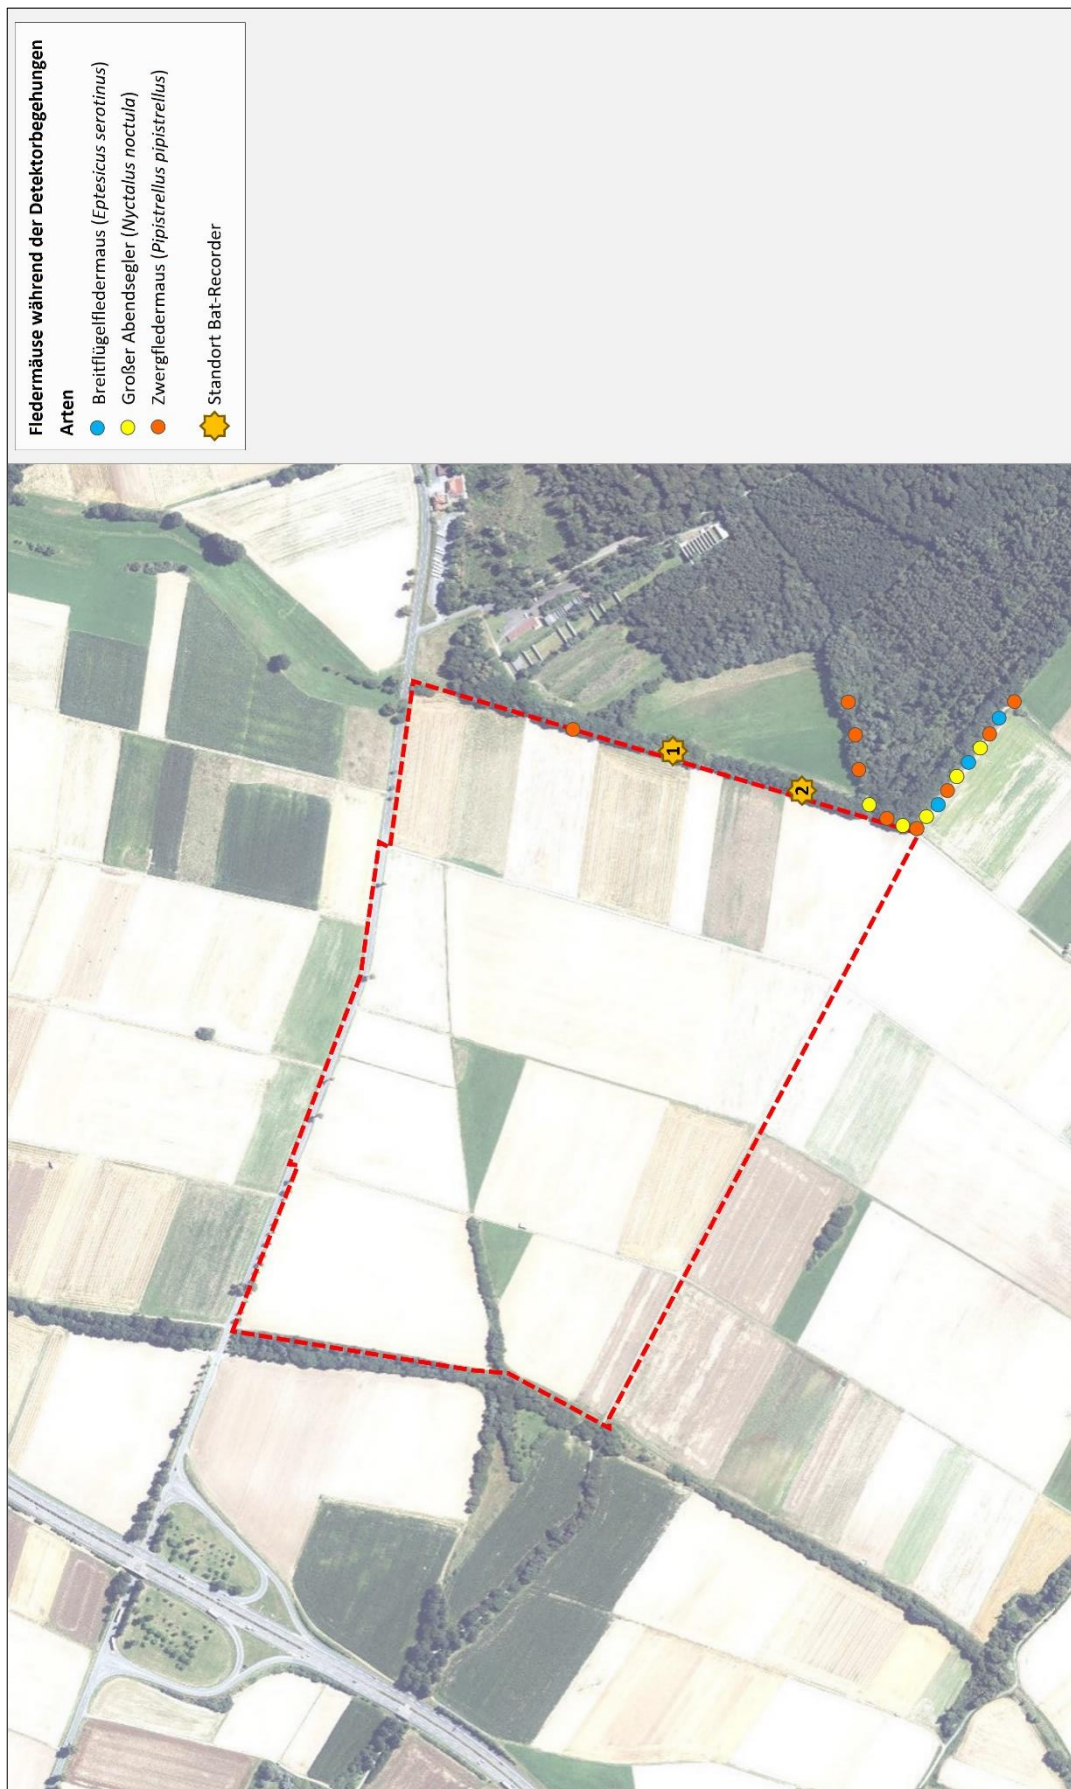 Fledermäuse während der Detektorbegehungen
Arten
Breitflügelfledermaus (Eptesicus serotinus)
Großer Abendsegler (Nyctalus noctula)
Zwergfledermaus (Pipistrellus pipistrellus)
Standort Bat-Recorder
1
2